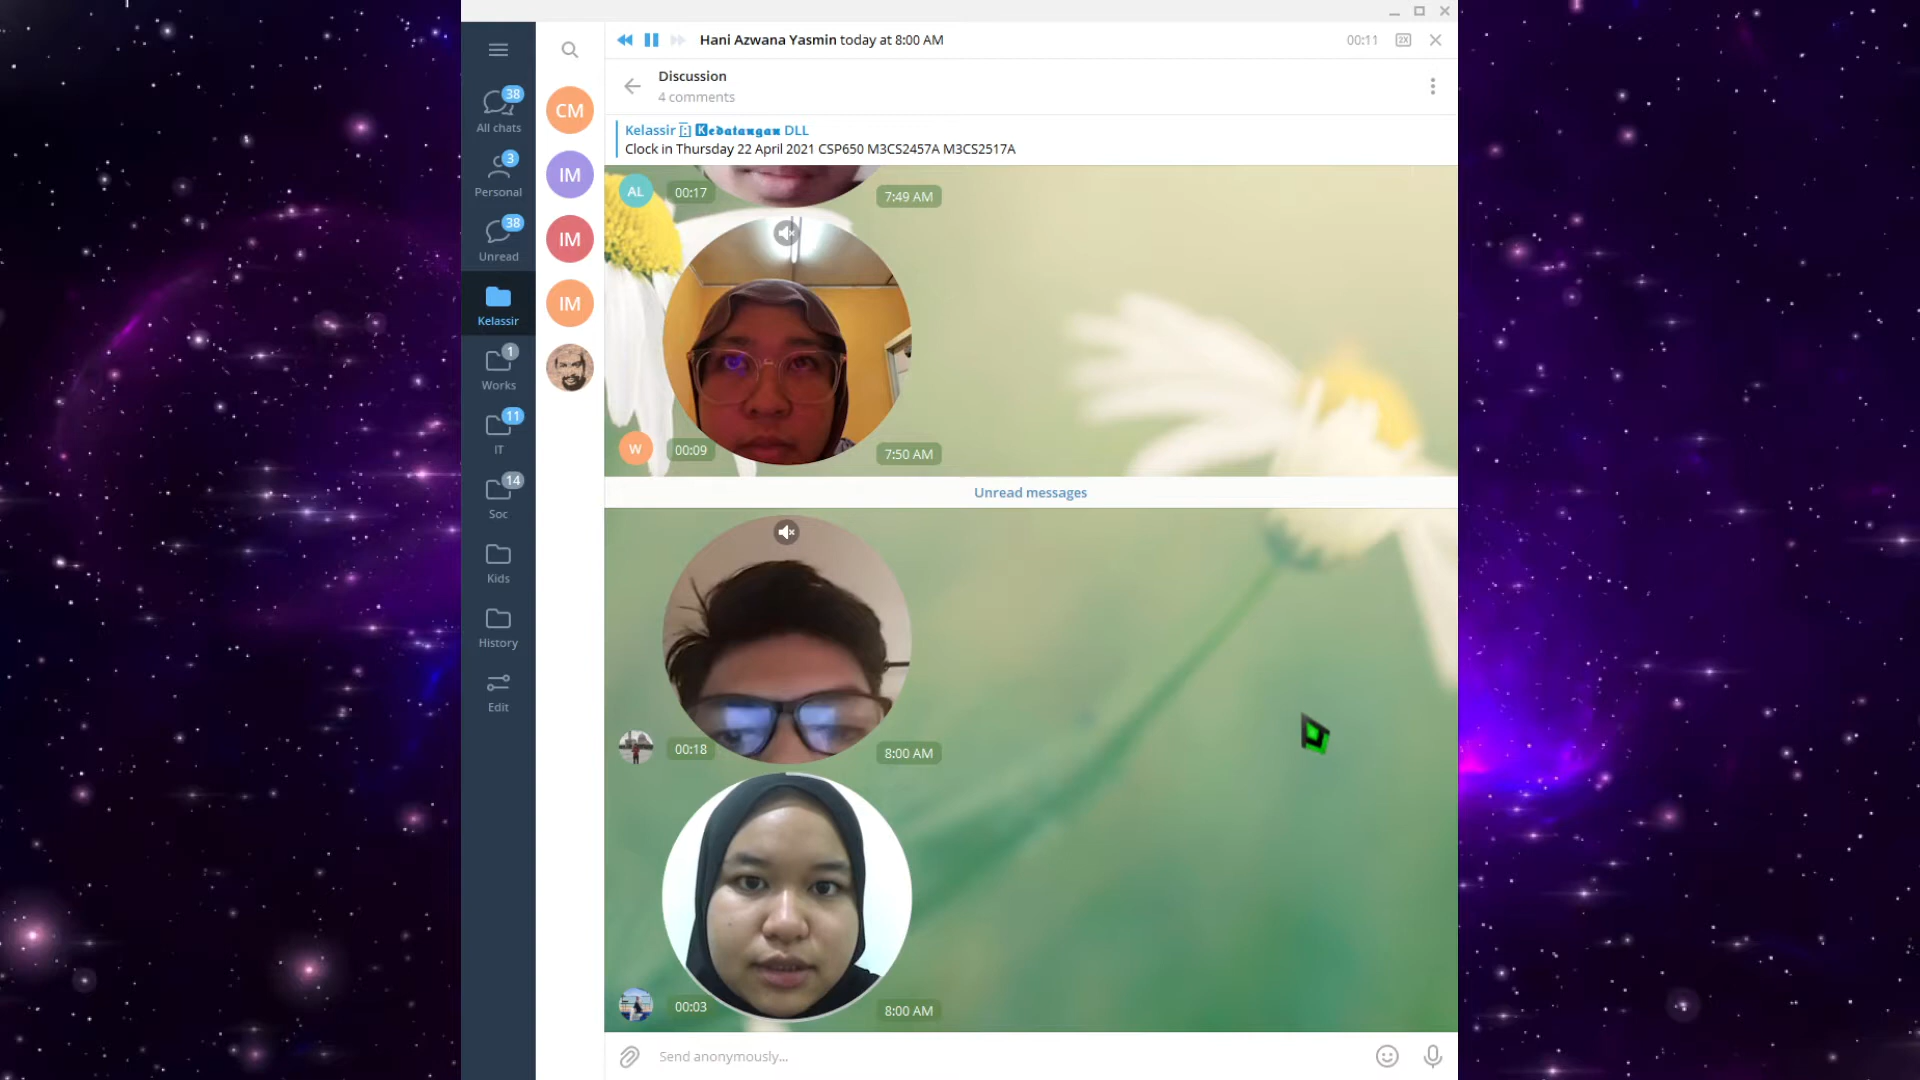 Hani Azwana Yasmin today at 8:00 AM
00:11
2X
Discussion
4 comments
Kelassir [:] 🅺𝖊𝖉𝖆𝖙𝖆𝖓𝖌𝖆𝖓 DLL
Clock in Thursday 22 April 2021 CSP650 M3CS2457A M3CS2517A
38
All chats
3
Personal
38
Unread
Kelassir
1
Works
11
IT
14
Soc
Kids
History
Edit
CM
IM
IM
IM
AL
00:17
7:49 AM
W
00:09
7:50 AM
Unread messages
00:18
8:00 AM
00:03
8:00 AM
Send anonymously...